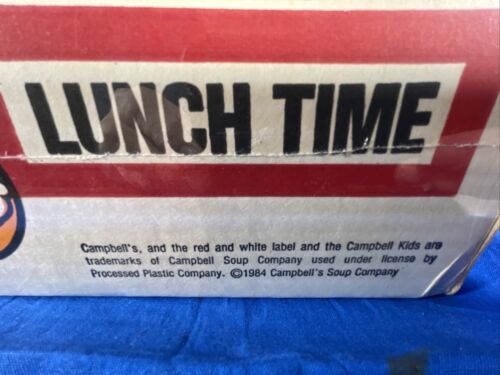 LUNCH TIME
Campbell's, and the red and white label and the Campbell Kids are
trademarks of Campbell Soup Company used under license by
Processed Plastic Company. ©1984 Campbell's Soup Company